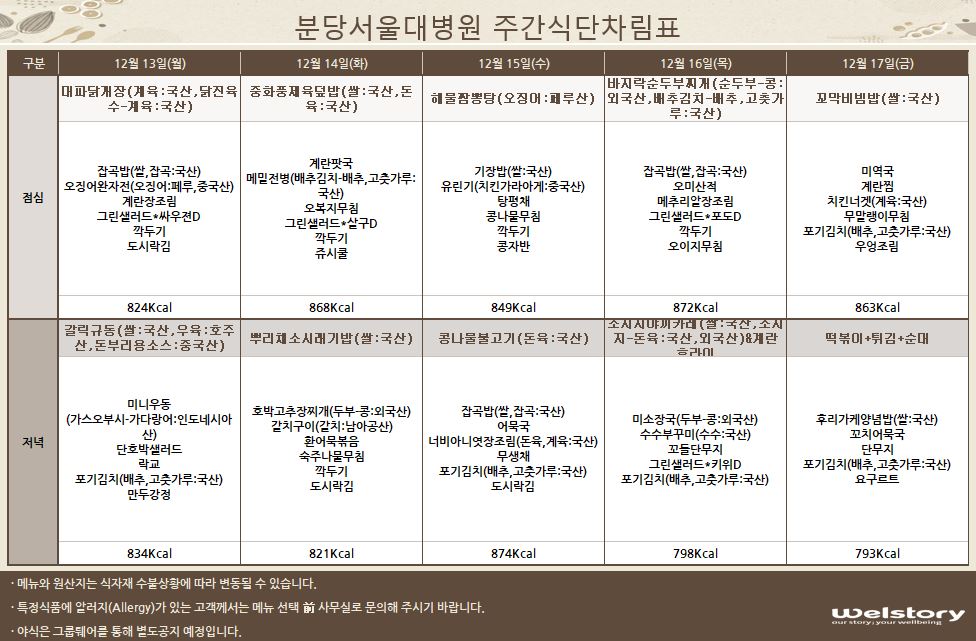 분당서울대병원 주간식단차림표
구분
12월 13일(월)
12월 14일(화)
12월 15일(수)
12월 16일(목)
12월 17일(금)
점심
대파닭개장(계육:국산,닭진육
수-계육:국산)
중화풍제육덮밥(쌀:국산,돈
육:국산)
해물짬뽕탕(오징어:페루산)
바지락순두부찌개(순두부-콩:
외국산,배추김치-배추,고춧가
루:국산)
꼬막비빔밥(쌀:국산)
잡곡밥(쌀,잡곡:국산)
오징어완자전(오징어:페루,중국산)
계란장조림
그린샐러드*싸우젼D
깍두기
도시락김
계란팟국
메밀전병(배추김치-배추,고춧가루:
국산)
오복지무침
그린샐러드*살구D
깍두기
쥬시쿨
기장밥(쌀:국산)
유린기(치킨가라아게:중국산)
탕평채
콩나물무침
깍두기
콩자반
잡곡밥(쌀,잡곡:국산)
오미산적
메추리알장조림
그린샐러드*포도D
깍두기
오이지무침
미역국
계란찜
치킨너겟(계육:국산)
무말랭이무침
포기김치(배추,고춧가루:국산)
우엉조림
824Kcal
868Kcal
849Kcal
872Kcal
863Kcal
저녁
갈릭규동(쌀:국산,우육:호주
산,돈부리용소스:중국산)
뿌리채소시래기밥(쌀:국산)
콩나물불고기(돈육:국산)
소시지야끼카레(쌀:국산,소시
지-돈육:국산,외국산)&계란
후라이
떡볶이+튀김+순대
미니우동
(가스오부시-가다랑어:인도네시아
산)
단호박샐러드
락교
포기김치(배추,고춧가루:국산)
만두강정
호박고추장찌개(두부-콩:외국산)
갈치구이(갈치:남아공산)
환어묵볶음
숙주나물무침
깍두기
도시락김
잡곡밥(쌀,잡곡:국산)
어묵국
너비아니엿장조림(돈육,계육:국산)
무생채
포기김치(배추,고춧가루:국산)
도시락김
미소장국(두부-콩:외국산)
수수부꾸미(수수:국산)
꼬들단무지
그린샐러드*키위D
포기김치(배추,고춧가루:국산)
후리가케양념밥(쌀:국산)
꼬치어묵국
단무지
포기김치(배추,고춧가루:국산)
요구르트
834Kcal
821Kcal
874Kcal
798Kcal
793Kcal
· 메뉴와 원산지는 식자재 수불상황에 따라 변동될 수 있습니다.
· 특정식품에 알러지(Allergy)가 있는 고객께서는 메뉴 선택 前 사무실로 문의해 주시기 바랍니다.
· 야식은 그룹웨어를 통해 별도공지 예정입니다.
welstory
our story; your wellbeing